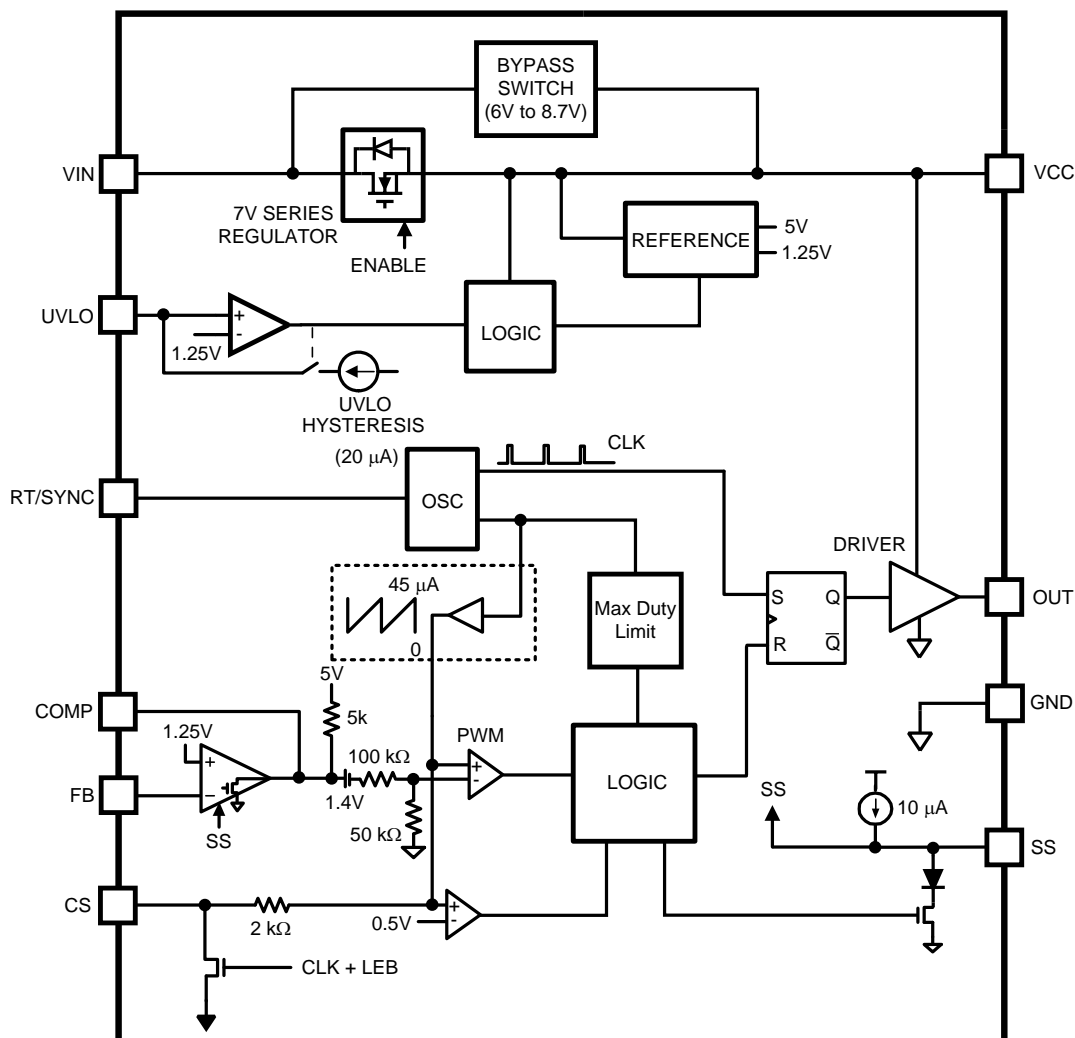 BYPASS
SWITCH
(6V to 8.7V)
VIN
VCC
7V SERIES
REGULATOR
ENABLE
REFERENCE
5V
1.25V
UVLO
+
-
1.25V
LOGIC
UVLO
HYSTERESIS
(20 μA)
CLK
RT/SYNC
OSC
DRIVER
45 μA
0
Max Duty
Limit
S Q
R Q̅
OUT
5V
5k
COMP
1.25V
+
−
GND
PWM
100 kΩ
+
-
LOGIC
FB
1.4V
SS
50 kΩ
SS
10 μA
SS
CS
2 kΩ
0.5V
+
-
CLK + LEB